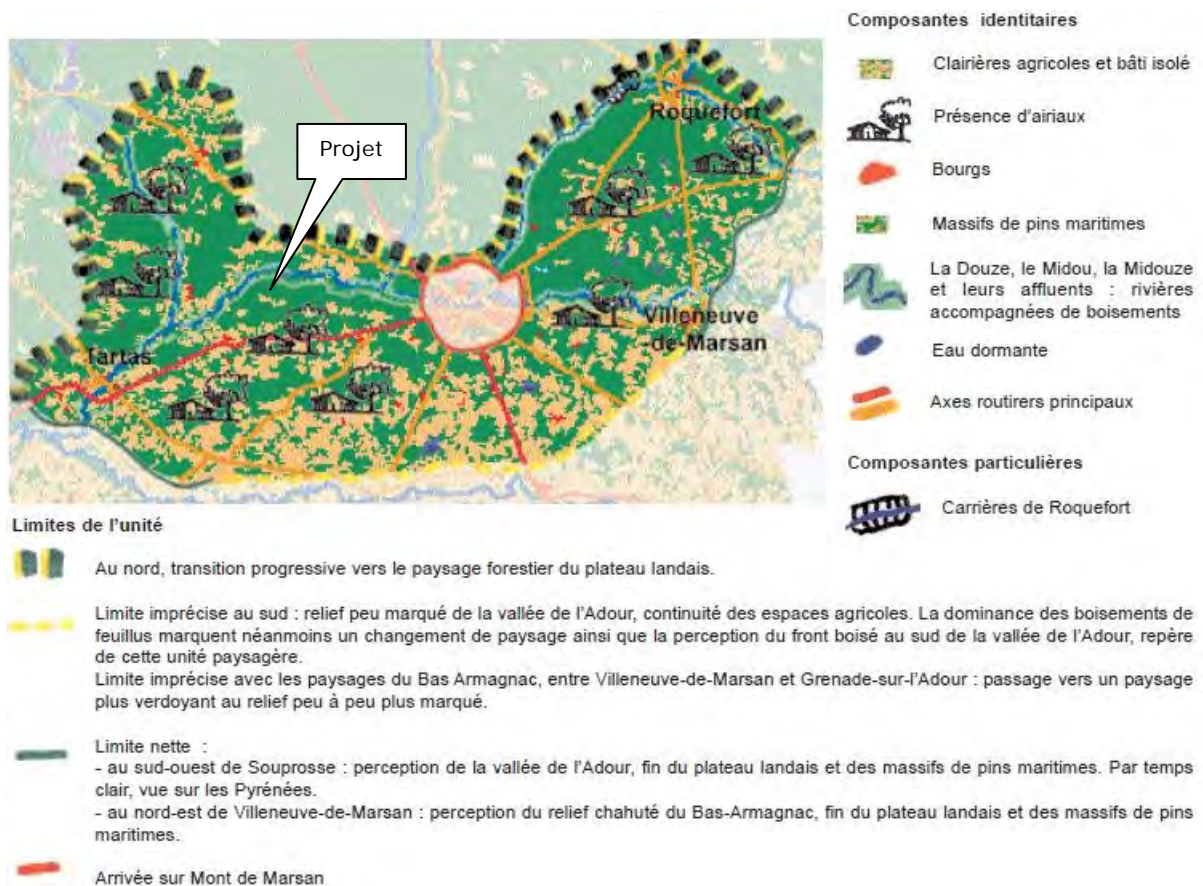 Composantes identitaires
Clairières agricoles et bâti isolé
Présence d'airiaux
Bourgs
Massifs de pins maritimes
La Douze, le Midou, la Midouze
et leurs affluents : rivières
accompagnées de boisements
Eau dormante
Axes routirers principaux
Composantes particulières
Carrières de Roquefort
Projet
Roquefort
Villeneuve
-de-Marsan
Tartas
Limites de l'unité
Au nord, transition progressive vers le paysage forestier du plateau landais.
Limite imprécise au sud : relief peu marqué de la vallée de l'Adour, continuité des espaces agricoles. La dominance des boisements de
feuillus marquent néanmoins un changement de paysage ainsi que la perception du front boisé au sud de la vallée de l'Adour, repère
de cette unité paysagère.
Limite imprécise avec les paysages du Bas Armagnac, entre Villeneuve-de-Marsan et Grenade-sur-l'Adour : passage vers un paysage
plus verdoyant au relief peu à peu plus marqué.
Limite nette :
- au sud-ouest de Souprosse : perception de la vallée de l'Adour, fin du plateau landais et des massifs de pins maritimes. Par temps
clair, vue sur les Pyrénées.
- au nord-est de Villeneuve-de-Marsan : perception du relief chahuté du Bas-Armagnac, fin du plateau landais et des massifs de pins
maritimes.
Arrivée sur Mont de Marsan